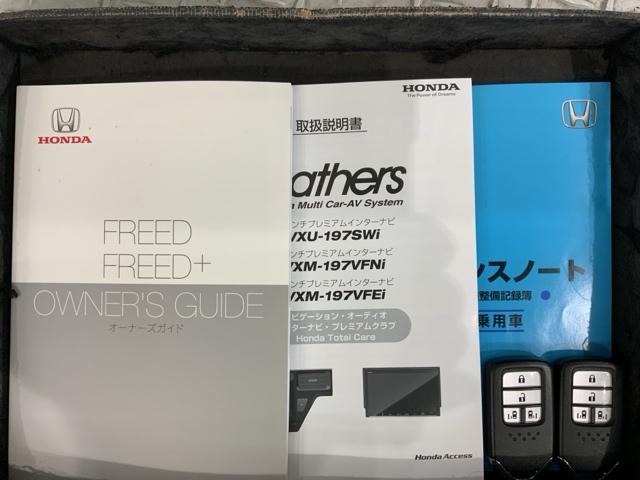 HONDA
FREED
FREED+
OWNER'S GUIDE
オーナーズガイド
HONDA
The Power of Dreams
取扱説明書
athers
Multi Car-AV System
ンチプレミアムインターナビ
VXU-197SWi
ンチプレミアムインターナビ
VXM-197VFNi
ンチプレミアムインターナビ
VXM-197VFEi
ビゲーション・オーディオ
ターナビ・プレミアムクラブ
Honda Total Care
Honda Access
ンスノート
整備記録簿
乗用車